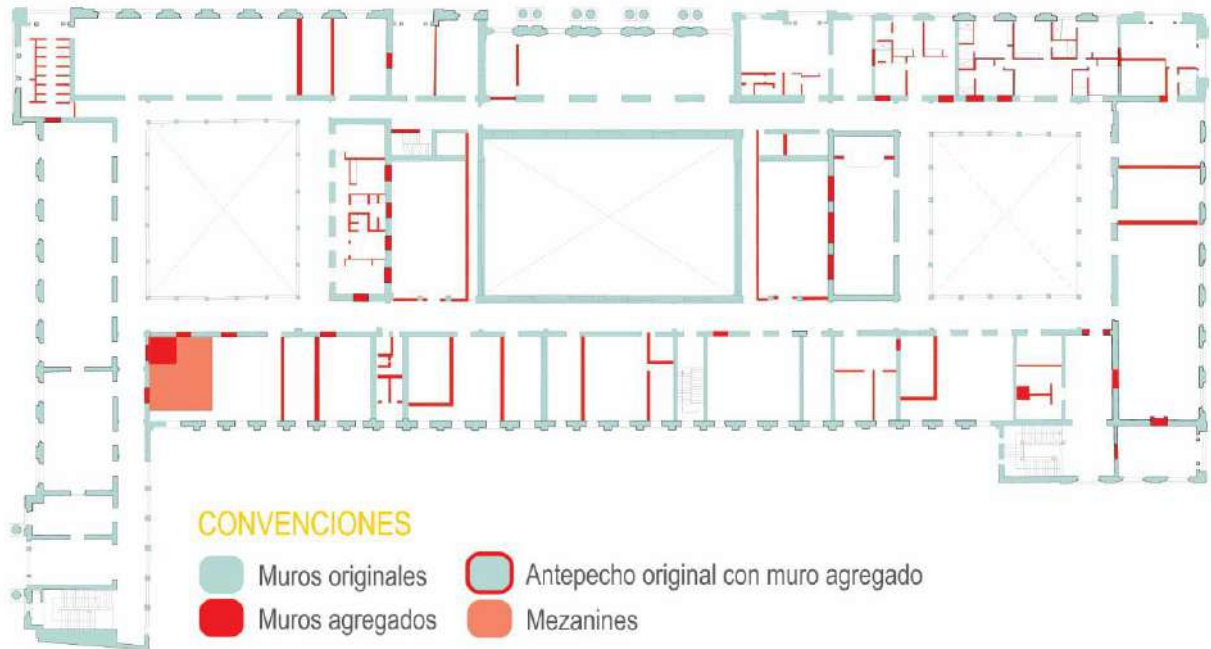 CONVENCIONES
Muros originales
Antepecho original con muro agregado
Muros agregados
Mezanines